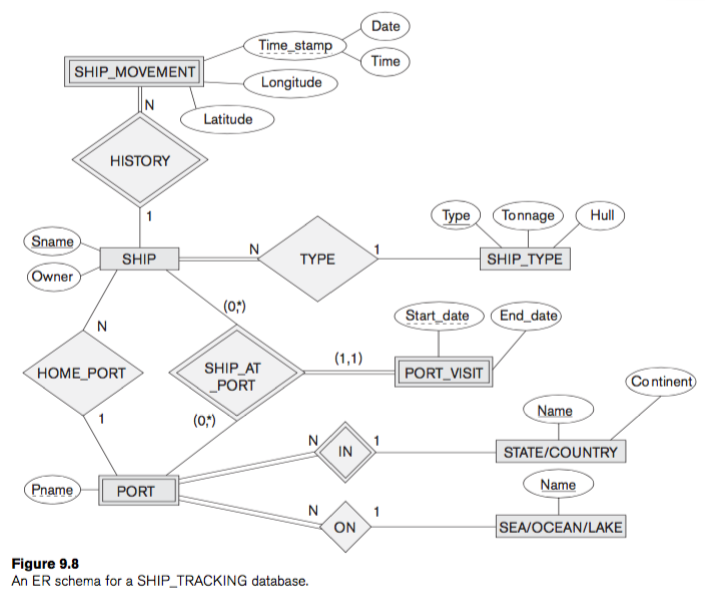 Date
Time_stamp
Time
SHIP_MOVEMENT
Longitude
N
Latitude
HISTORY
1
Type
Tonnage
Hull
Sname
N
1
SHIP
TYPE
SHIP_TYPE
Owner
(0,*)
Start_date
End_date
N
HOME_PORT
SHIP_AT
_PORT
(1,1)
PORT_VISIT
Continent
1
(0,*)
Name
N
1
IN
STATE/COUNTRY
Pname
PORT
Name
N
1
ON
SEA/OCEAN/LAKE
Figure 9.8
An ER schema for a SHIP_TRACKING database.